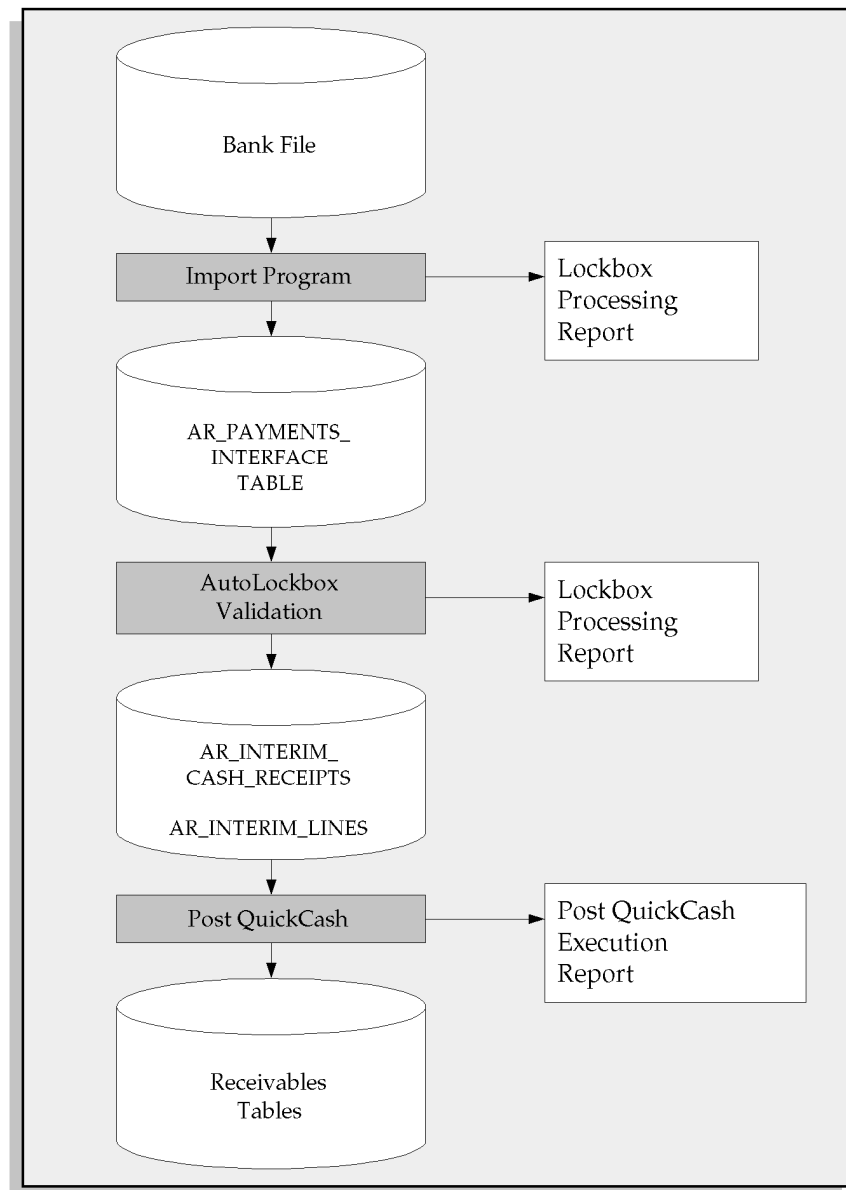 Bank File
Import Program
Lockbox
Processing
Report
AR_PAYMENTS_
INTERFACE
TABLE
AutoLockbox
Validation
Lockbox
Processing
Report
AR_INTERIM_
CASH_RECEIPTS
AR_INTERIM_LINES
Post QuickCash
Post QuickCash
Execution
Report
Receivables
Tables